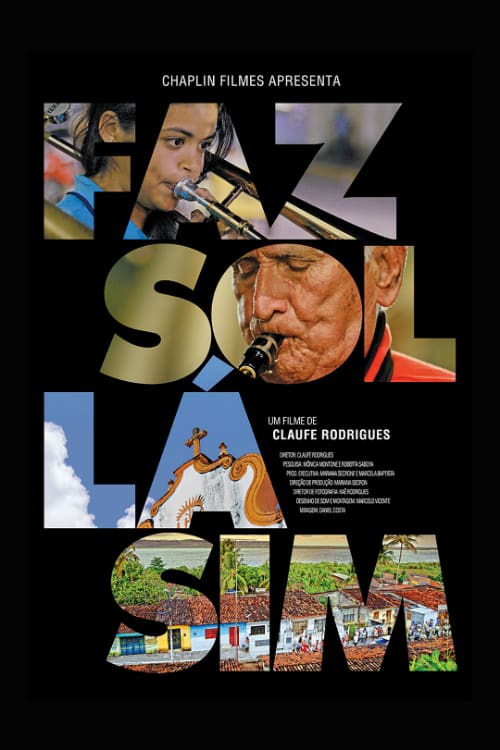 CHAPLIN FILMES APRESENTA
FAZ
SOL
LÁ
UM FILME DE
CLAUFE RODRIGUES
DIRETOR: CLAUFE RODRIGUES
PESQUISA: MÔNICA MONTONE E ROBERTA SABOYA
PROD. EXECUTIVA: MARIANA SECRON E MARCELA BAPTISTA
DIREÇÃO DE PRODUÇÃO: MARIANA SECRON
DIRETOR DE FOTOGRAFIA: KAÊ RODRIGUES
DESENHO DE SOM E MONTAGEM: MARCELO VICENTE
MIXAGEM: DANIEL COSTA
SIM